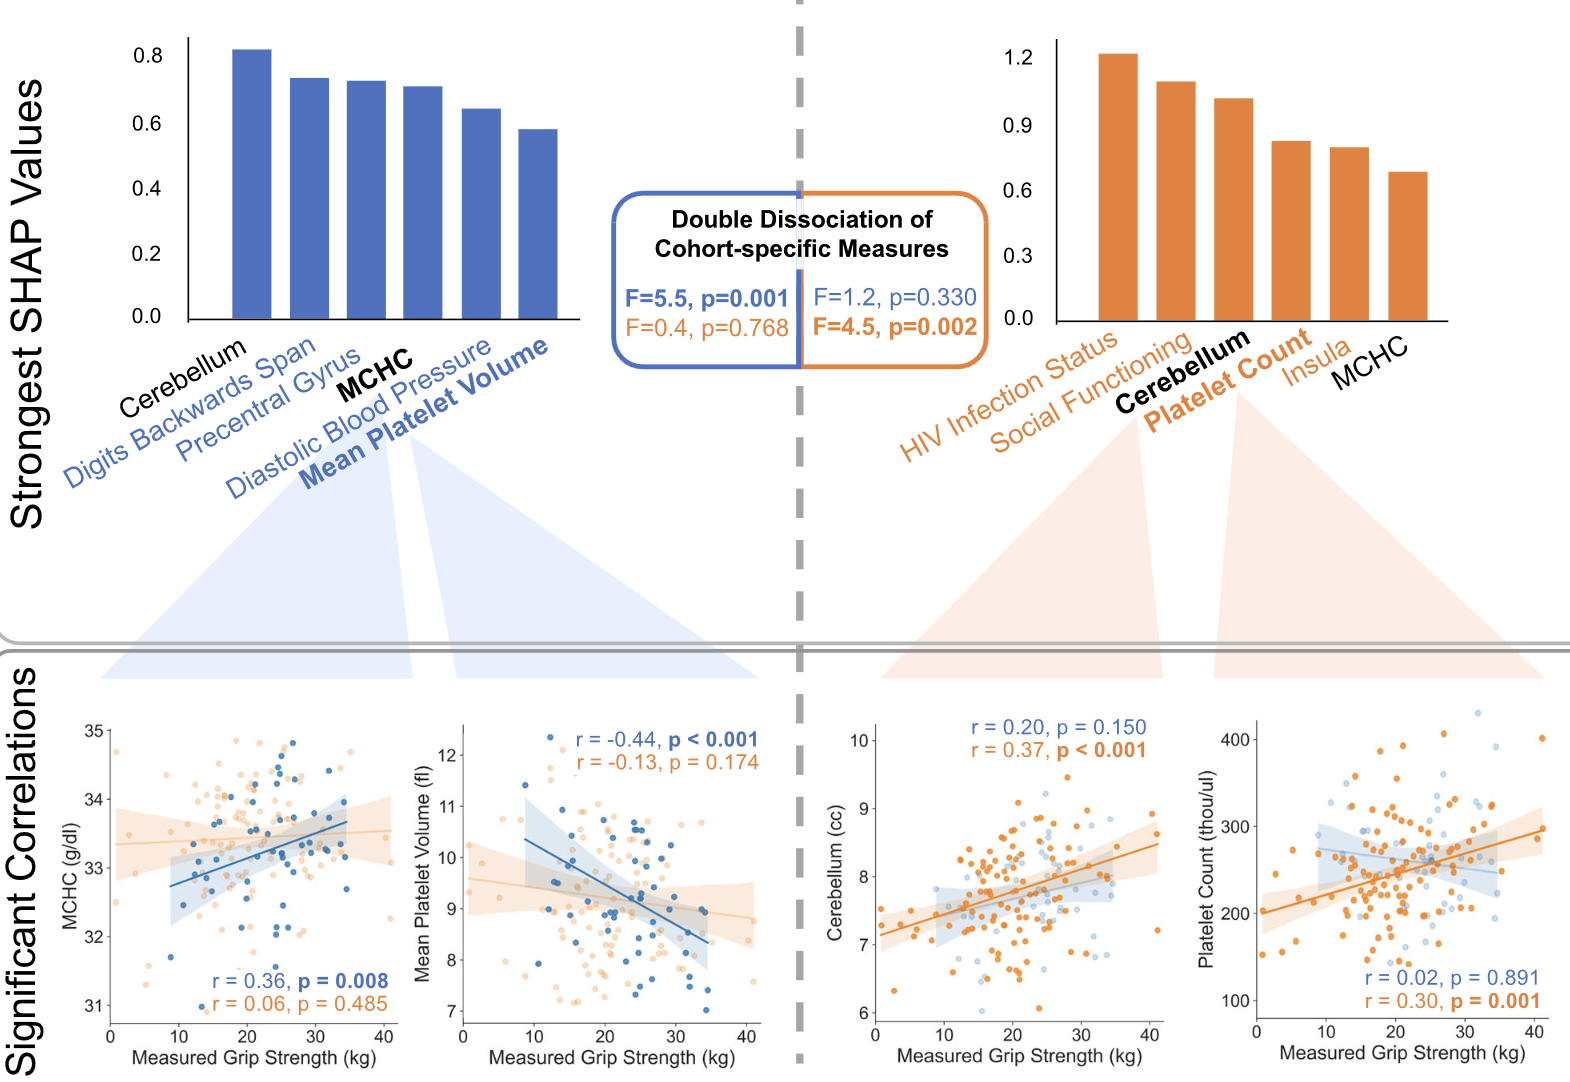 Strongest SHAP Values
0.8
0.6
0.4
0.2
0.0
Cerebellum
Digits Backwards Span
Precentral Gyrus
MCHC
Diastolic Blood Pressure
Mean Platelet Volume
Double Dissociation of
Cohort-specific Measures
F=5.5, p=0.001
F=1.2, p=0.330
F=0.4, p=0.768
F=4.5, p=0.002
1.2
0.9
0.6
0.3
0.0
HIV Infection Status
Social Functioning
Cerebellum
Platelet Count
Insula
MCHC
Significant Correlations
MCHC (g/dl)
35
34
33
32
31
r = 0.36, p = 0.008
r = 0.06, p = 0.485
0 10 20 30 40
Measured Grip Strength (kg)
Mean Platelet Volume (fl)
12
11
10
9
8
7
r = -0.44, p < 0.001
r = -0.13, p = 0.174
0 10 20 30 40
Measured Grip Strength (kg)
Cerebellum (cc)
10
9
8
7
6
r = 0.20, p = 0.150
r = 0.37, p < 0.001
0 10 20 30 40
Measured Grip Strength (kg)
Platelet Count (thou/ul)
400
300
200
100
r = 0.02, p = 0.891
r = 0.30, p = 0.001
0 10 20 30 40
Measured Grip Strength (kg)